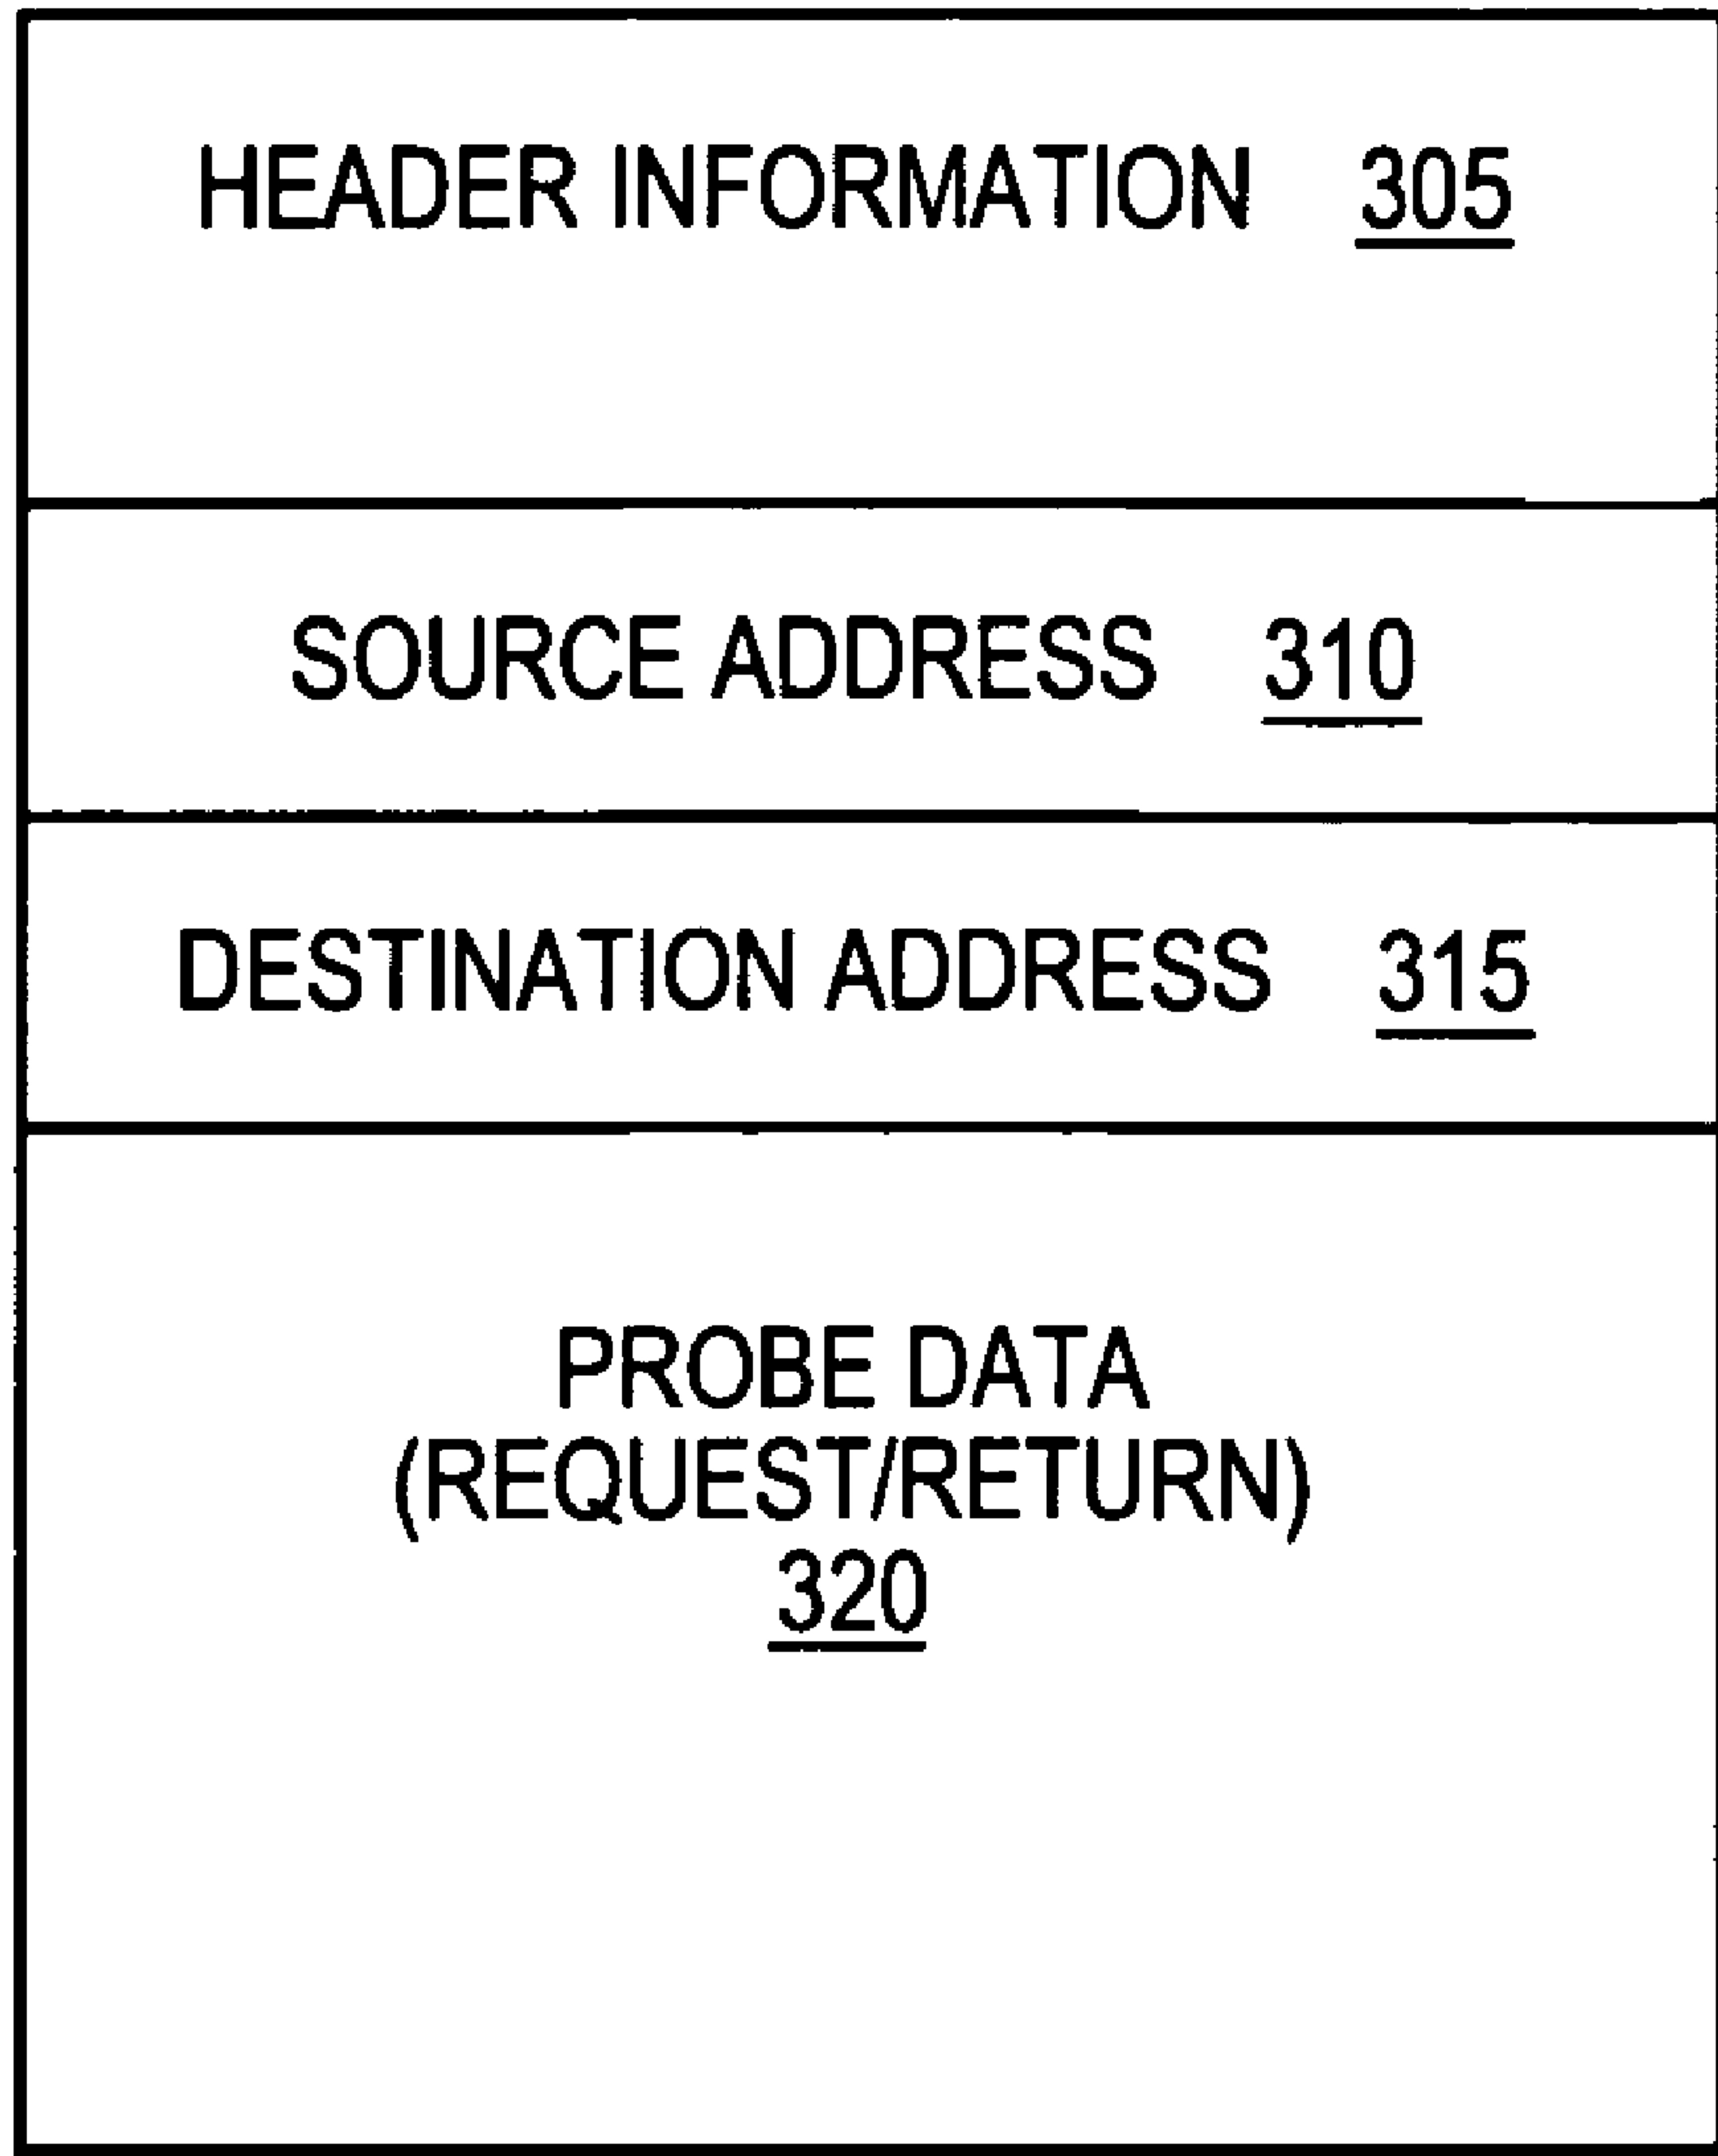 HEADER INFORMATION 305
SOURCE ADDRESS 310
DESTINATION ADDRESS 315
PROBE DATA
(REQUEST/RETURN)
320